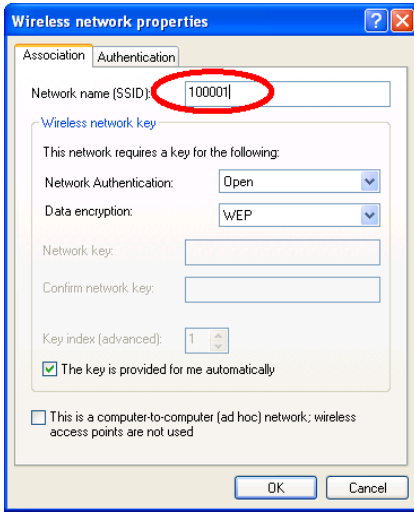 Wireless network properties
Association Authentication
Network name (SSID): 100001
Wireless network key
This network requires a key for the following:
Network Authentication: Open
Data encryption: WEP
Network key:
Confirm network key:
Key index (advanced): 1
The key is provided for me automatically
This is a computer-to-computer (ad hoc) network; wireless
access points are not used
OK Cancel